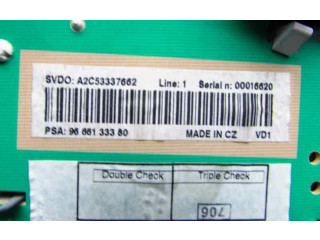 SVDO: A2C53337662 Line: 1 Serial n: 00016620
PSA: 96 661 333 80 MADE IN CZ VD1
Double Check Triple Check
706